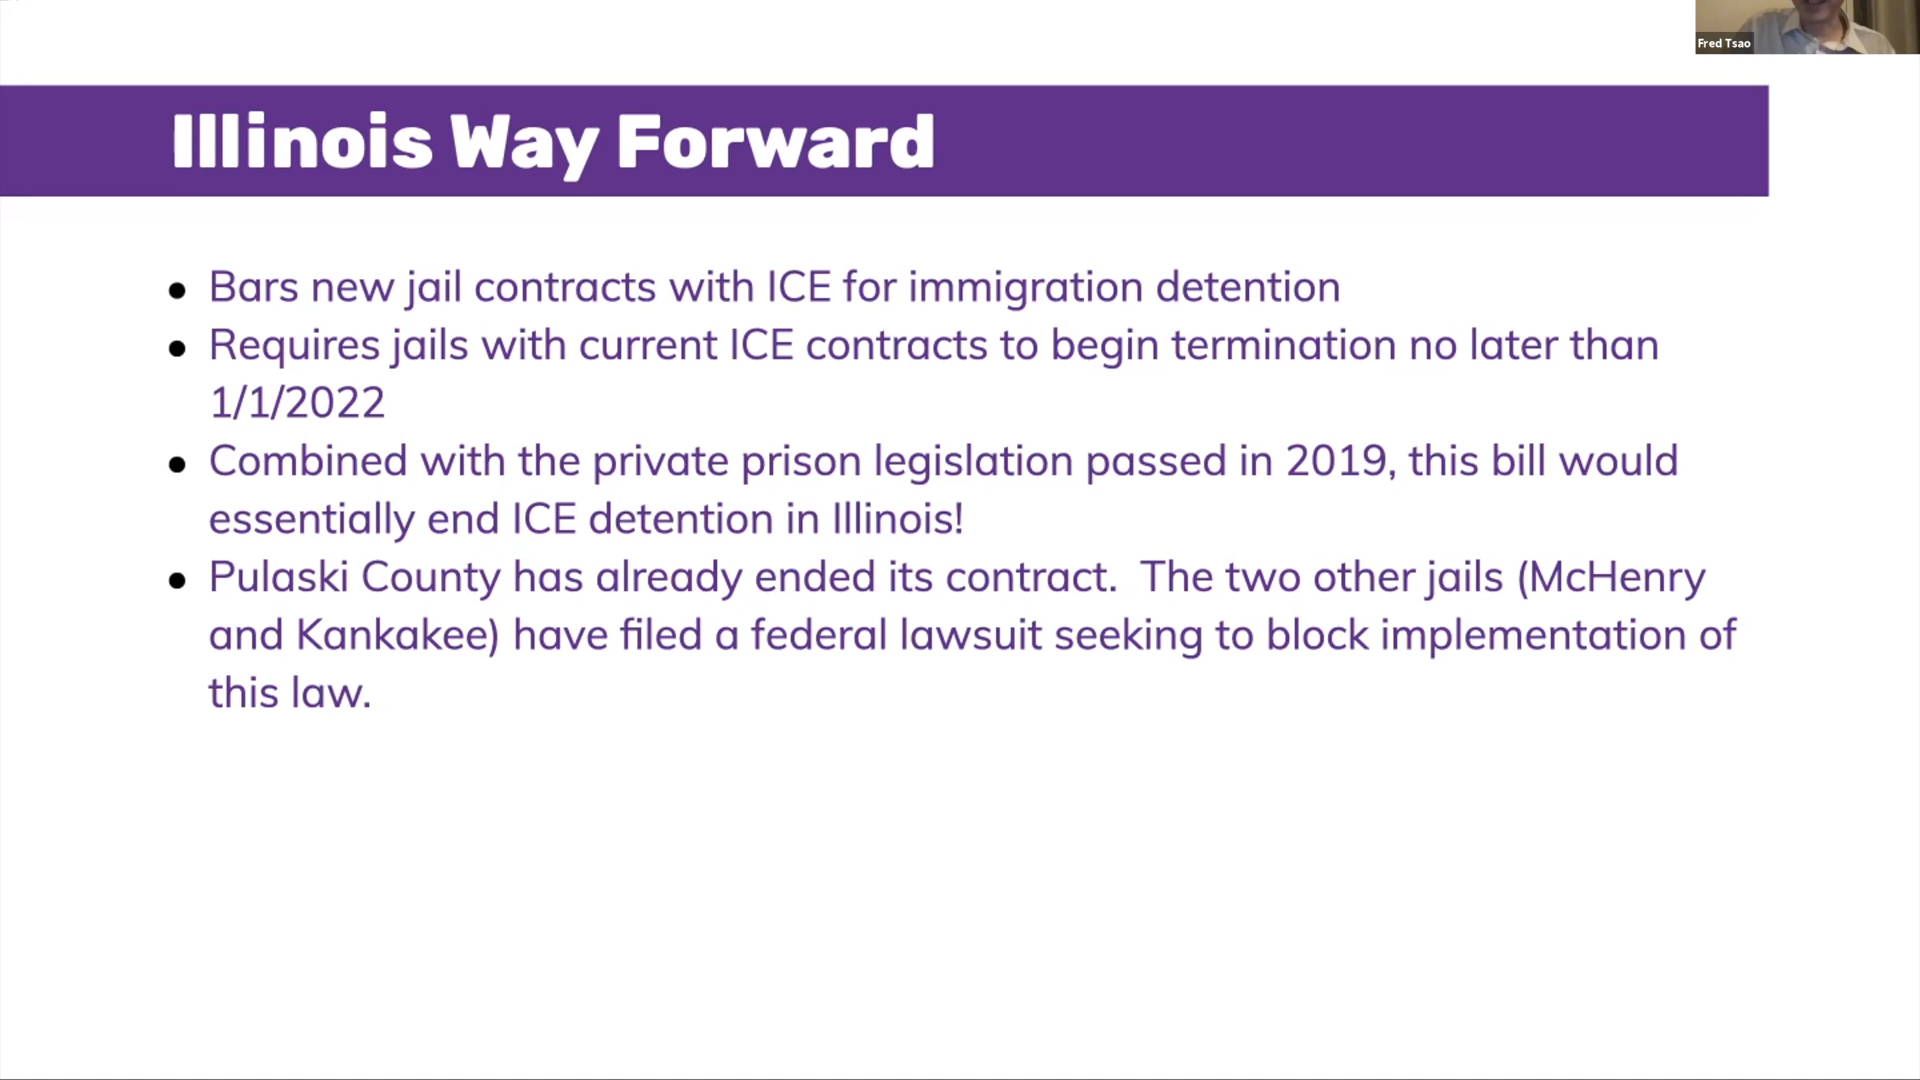 Fred Tsao
Illinois Way Forward
● Bars new jail contracts with ICE for immigration detention
● Requires jails with current ICE contracts to begin termination no later than
1/1/2022
● Combined with the private prison legislation passed in 2019, this bill would
essentially end ICE detention in Illinois!
● Pulaski County has already ended its contract.  The two other jails (McHenry
and Kankakee) have filed a federal lawsuit seeking to block implementation of
this law.